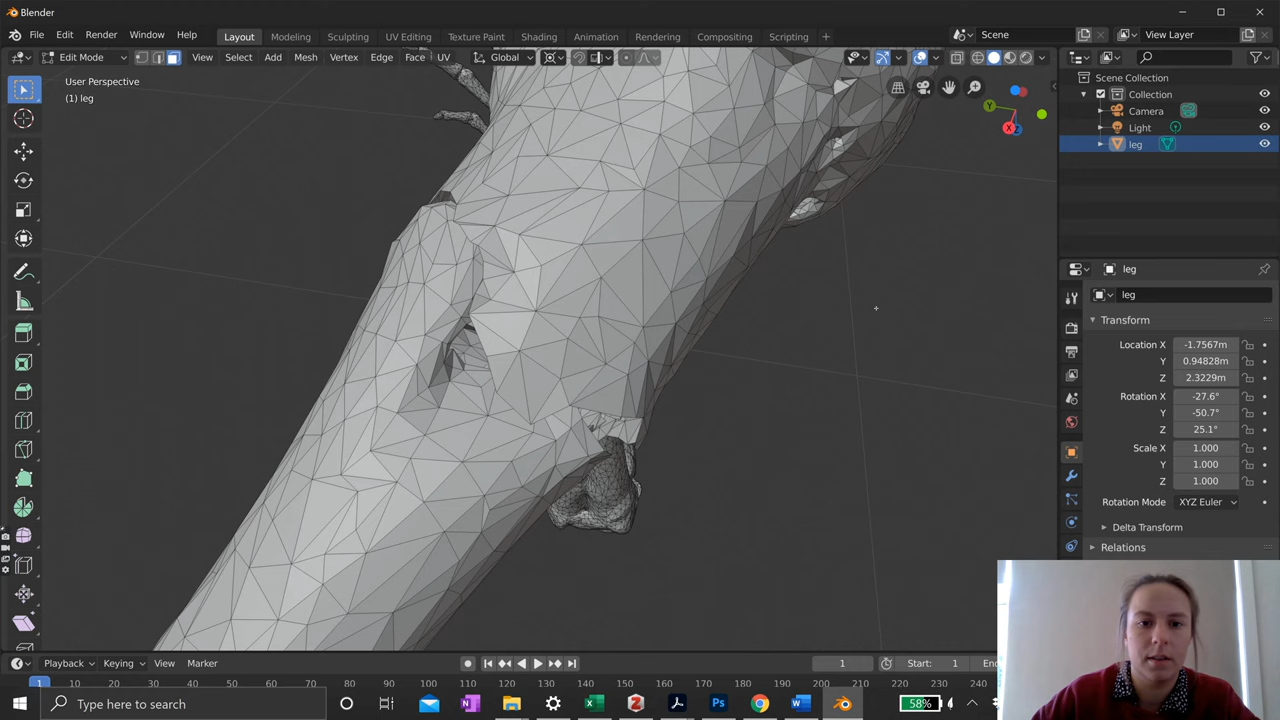 Blender
File Edit Render Window Help Layout Modeling Sculpting UV Editing Texture Paint Shading Animation Rendering Compositing Scripting + Scene View Layer
Edit Mode View Select Add Mesh Vertex Edge Face UV Global
User Perspective
(1) leg
Y
X
Z
Scene Collection
Collection
Camera
Light
leg
leg
leg
Transform
Location X -1.7567m
Y 0.94828m
Z 2.3229m
Rotation X -27.6°
Y -50.7°
Z 25.1°
Scale X 1.000
Y 1.000
Z 1.000
Rotation Mode XYZ Euler
Delta Transform
Relations
Playback Keying View Marker 1 Start: 1 En
1 10 20 30 40 50 60 70 80 90 100 110 120 130 140 150 160 170 180 190 200 210 220 230 240
Type here to search 58%